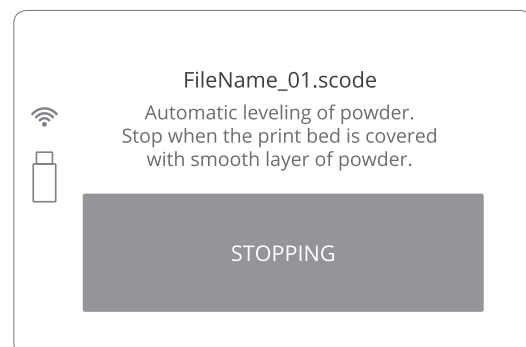 FileName_01.scode
Automatic leveling of powder.
Stop when the print bed is covered
with smooth layer of powder.
STOPPING